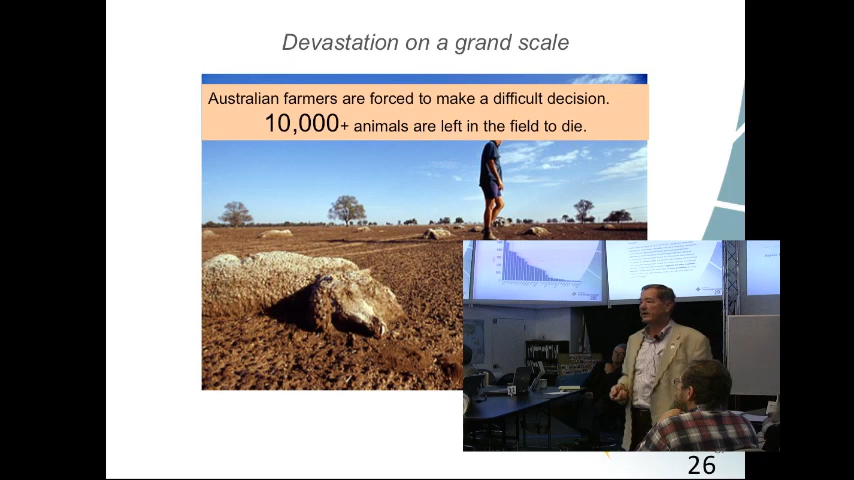 Devastation on a grand scale
Australian farmers are forced to make a difficult decision.
10,000+ animals are left in the field to die.
26